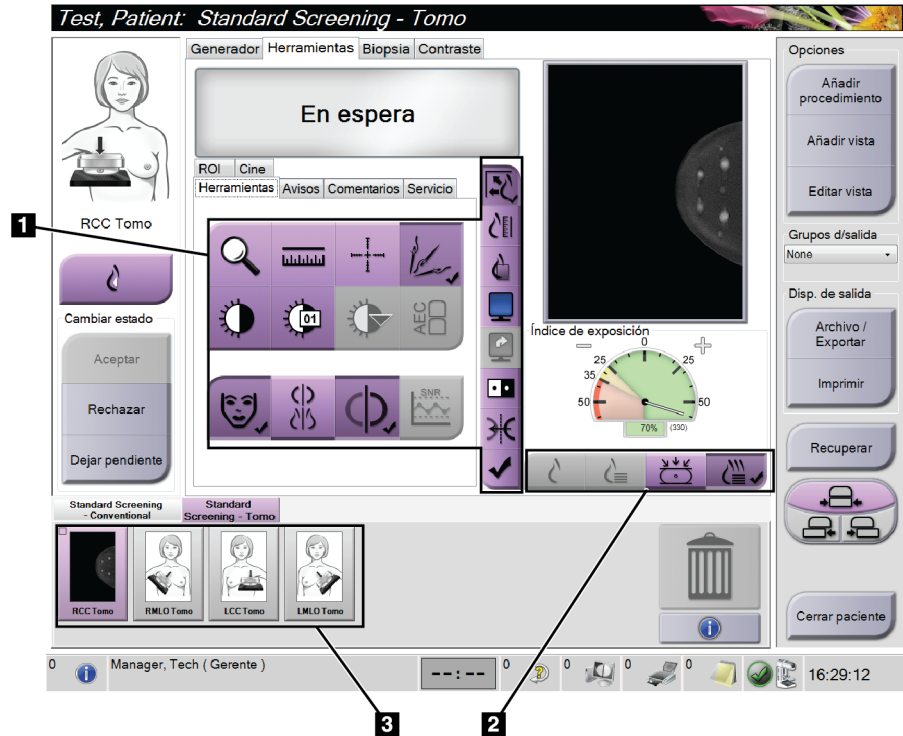 Test, Patient: Standard Screening - Tomo
Generador Herramientas Biopsia Contraste
En espera
ROI Cine
Herramientas Avisos Comentarios Servicio
01
AEC
SNR
RCC Tomo
Cambiar estado
Aceptar
Rechazar
Dejar pendiente
1
Índice de exposición
0
25 25
35
50 50
70% (330)
Opciones
Añadir
procedimiento
Añadir vista
Editar vista
Grupos d/salida
None
Disp. de salida
Archivo /
Exportar
Imprimir
Recuperar
Cerrar paciente
Standard Screening
- Conventional
Standard
Screening - Tomo
RCC Tomo RMLO Tomo LCC Tomo LMLO Tomo
0 Manager, Tech ( Gerente ) --:-- 0 0 0 0 16:29:12
3 2